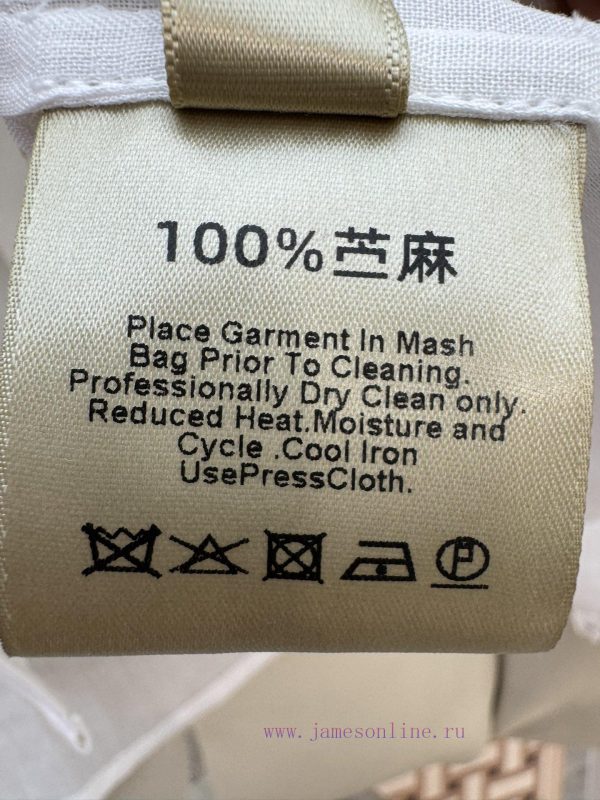 100%苎麻
Place Garment In Mash
Bag Prior To Cleaning.
Professionally Dry Clean only.
Reduced Heat.Moisture and
Cycle .Cool Iron
UsePressCloth.
P
www.jamesonline.ru